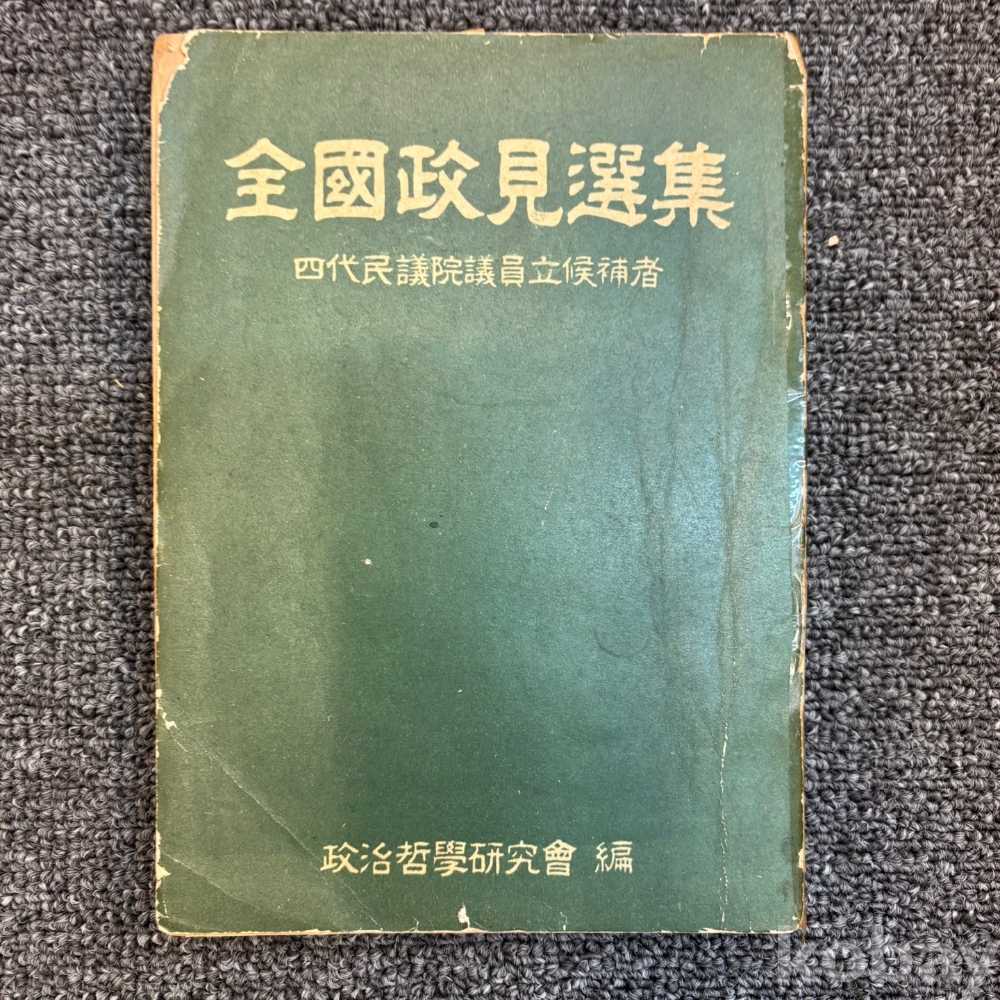 全國政見選集
四代民議院議員立候補者
政治哲學硏究會 編